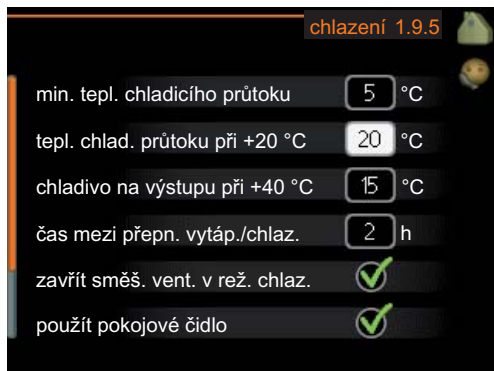 chlazení 1.9.5
min. tepl. chladicího průtoku 5 °C
tepl. chlad. průtoku při +20 °C 20 °C
chladivo na výstupu při +40 °C 15 °C
čas mezi přepn. vytáp./chlaz. 2 h
zavřít směš. vent. v rež. chlaz.
použít pokojové čidlo